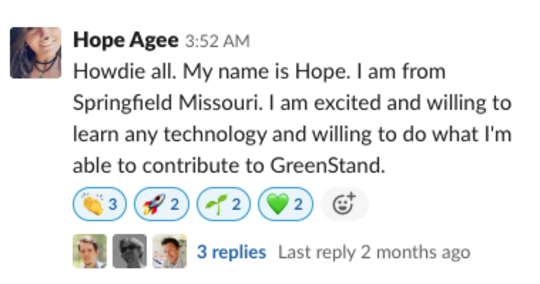 Hope Agee 3:52 AM
Howdie all. My name is Hope. I am from
Springfield Missouri. I am excited and willing to
learn any technology and willing to do what I'm
able to contribute to GreenStand.
3 2 2 2
3 replies Last reply 2 months ago